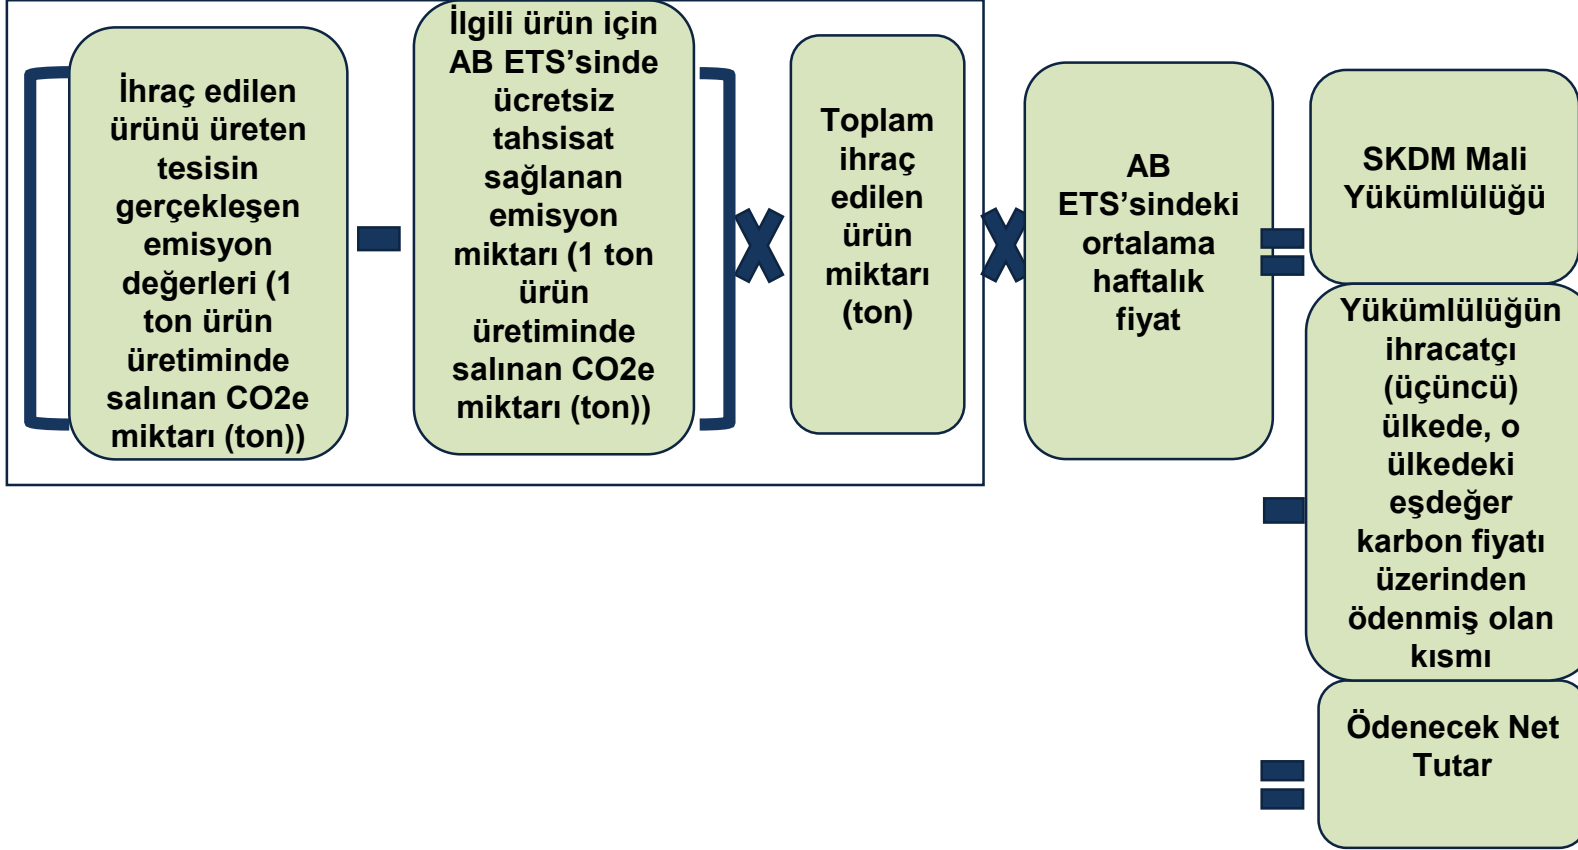 İhraç edilen
ürünü üreten
tesisin
gerçekleşen
emisyon
değerleri (1
ton ürün
üretiminde
salınan CO2e
miktarı (ton))
İlgili ürün için
AB ETS’sinde
ücretsiz
tahsisat
sağlanan
emisyon
miktarı (1 ton
ürün
üretiminde
salınan CO2e
miktarı (ton))
Toplam
ihraç
edilen
ürün
miktarı
(ton)
AB
ETS’sindeki
ortalama
haftalık
fiyat
SKDM Mali
Yükümlülüğü
Yükümlülüğün
ihracatçı
(üçüncü)
ülkede, o
ülkedeki
eşdeğer
karbon fiyatı
üzerinden
ödenmiş olan
kısmı
Ödenecek Net
Tutar